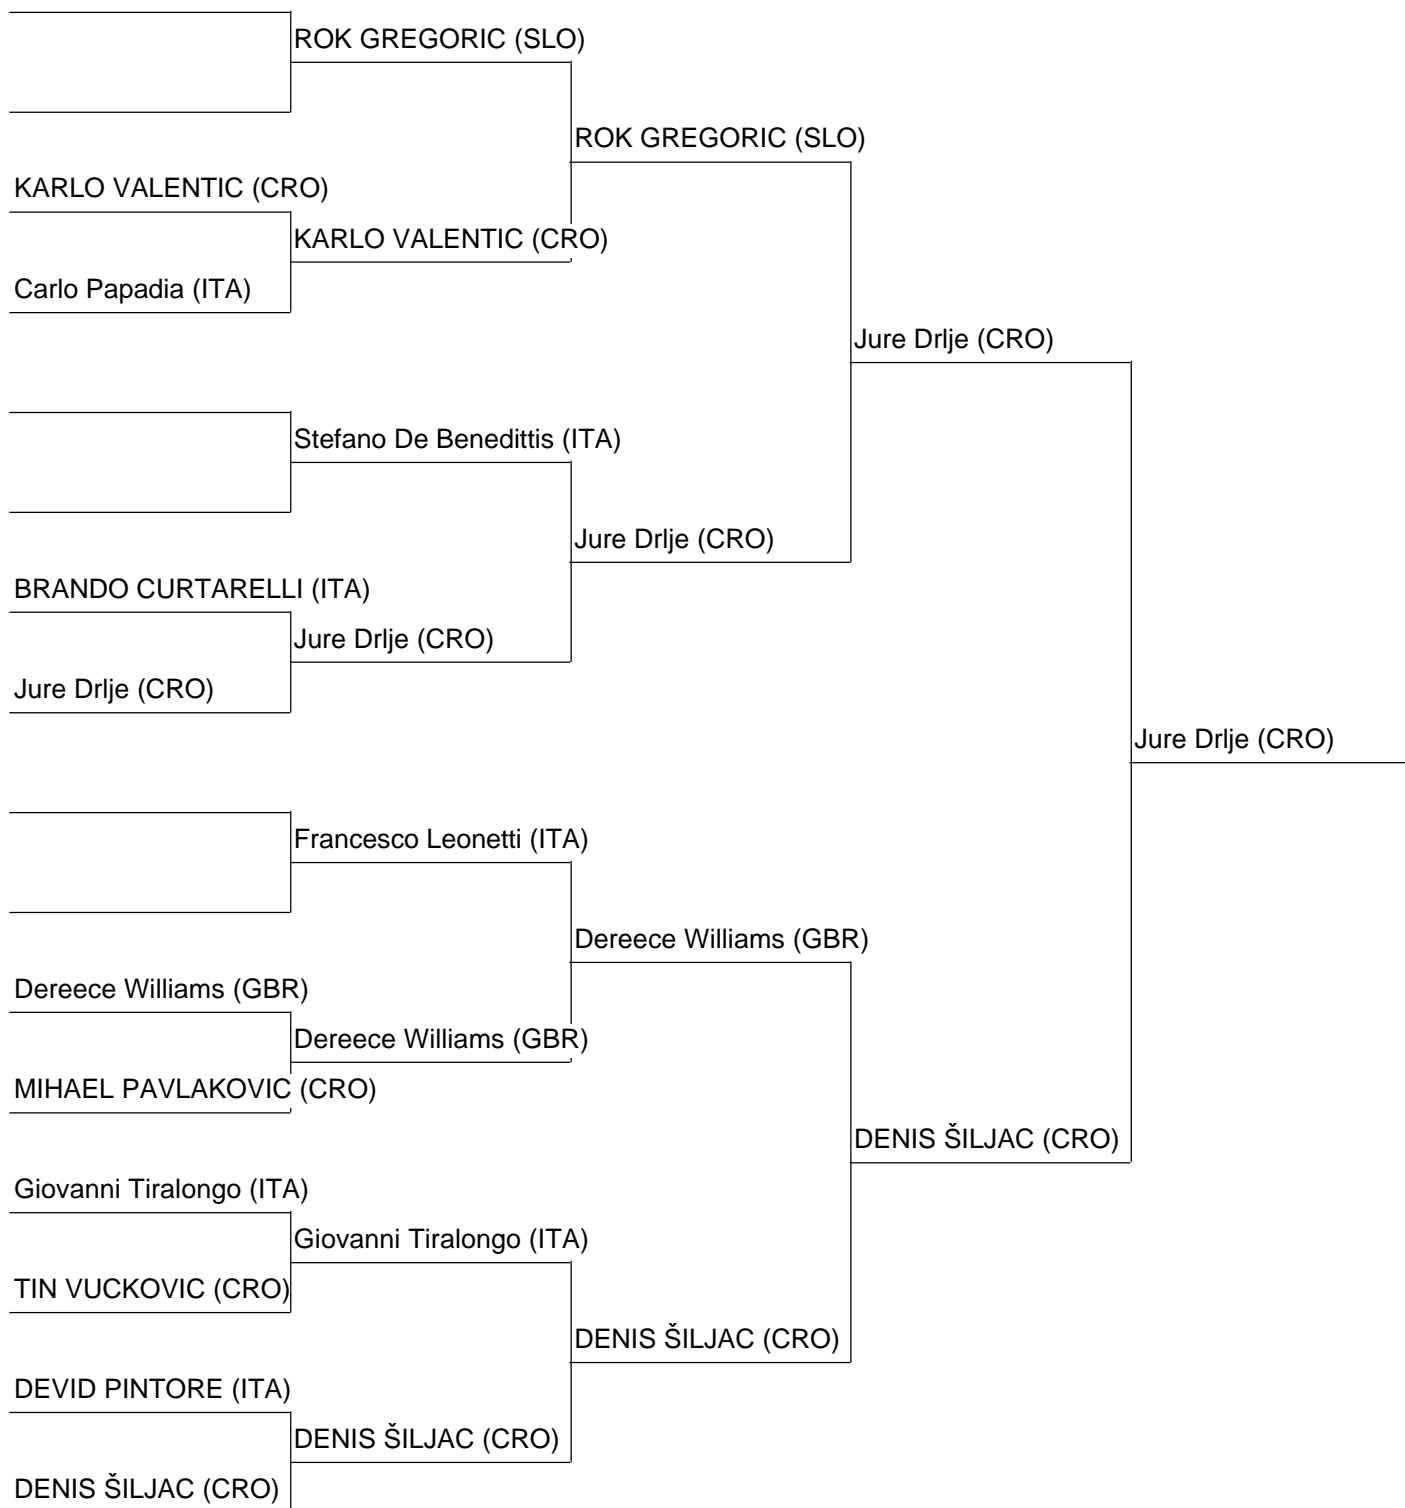 ROK GREGORIC (SLO)
ROK GREGORIC (SLO)
KARLO VALENTIC (CRO)
KARLO VALENTIC (CRO)
Carlo Papadia (ITA)
Jure Drlje (CRO)
Stefano De Benedittis (ITA)
Jure Drlje (CRO)
BRANDO CURTARELLI (ITA)
Jure Drlje (CRO)
Jure Drlje (CRO)
Jure Drlje (CRO)
Francesco Leonetti (ITA)
Dereece Williams (GBR)
Dereece Williams (GBR)
Dereece Williams (GBR)
MIHAEL PAVLAKOVIC (CRO)
DENIS ŠILJAC (CRO)
Giovanni Tiralongo (ITA)
Giovanni Tiralongo (ITA)
TIN VUCKOVIC (CRO)
DENIS ŠILJAC (CRO)
DEVID PINTORE (ITA)
DENIS ŠILJAC (CRO)
DENIS ŠILJAC (CRO)